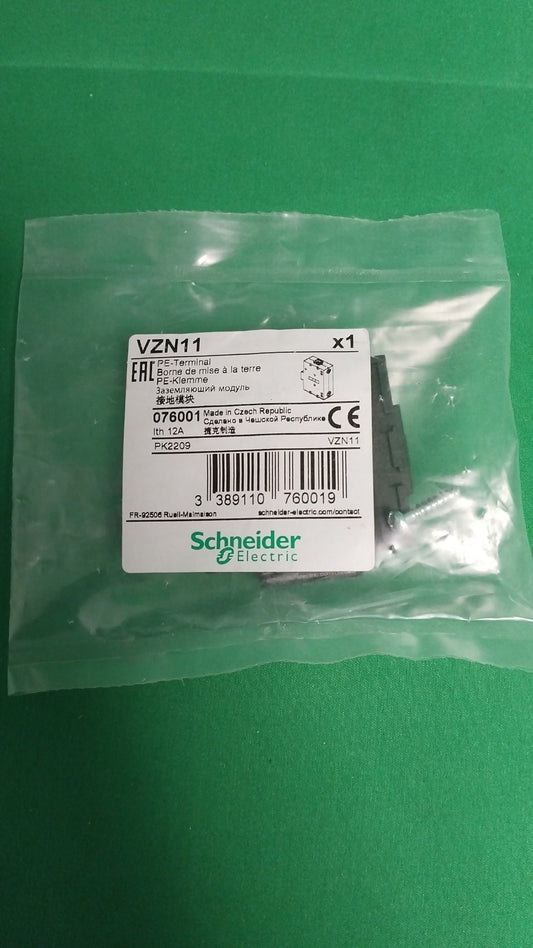 VZN11 x1
EAC PE-Terminal
Borne de mise à la terre
PE-Klemme
Заземляющий модуль
接地模块
076001 Made in Czech Republic
Сделано в Чешской Республике CE
Ith 12A 捷克制造
PK2209 VZN11
3 389110 760019
FR-92506 Rueil-Malmaison schneider-electric.com/contact
Schneider
Electric